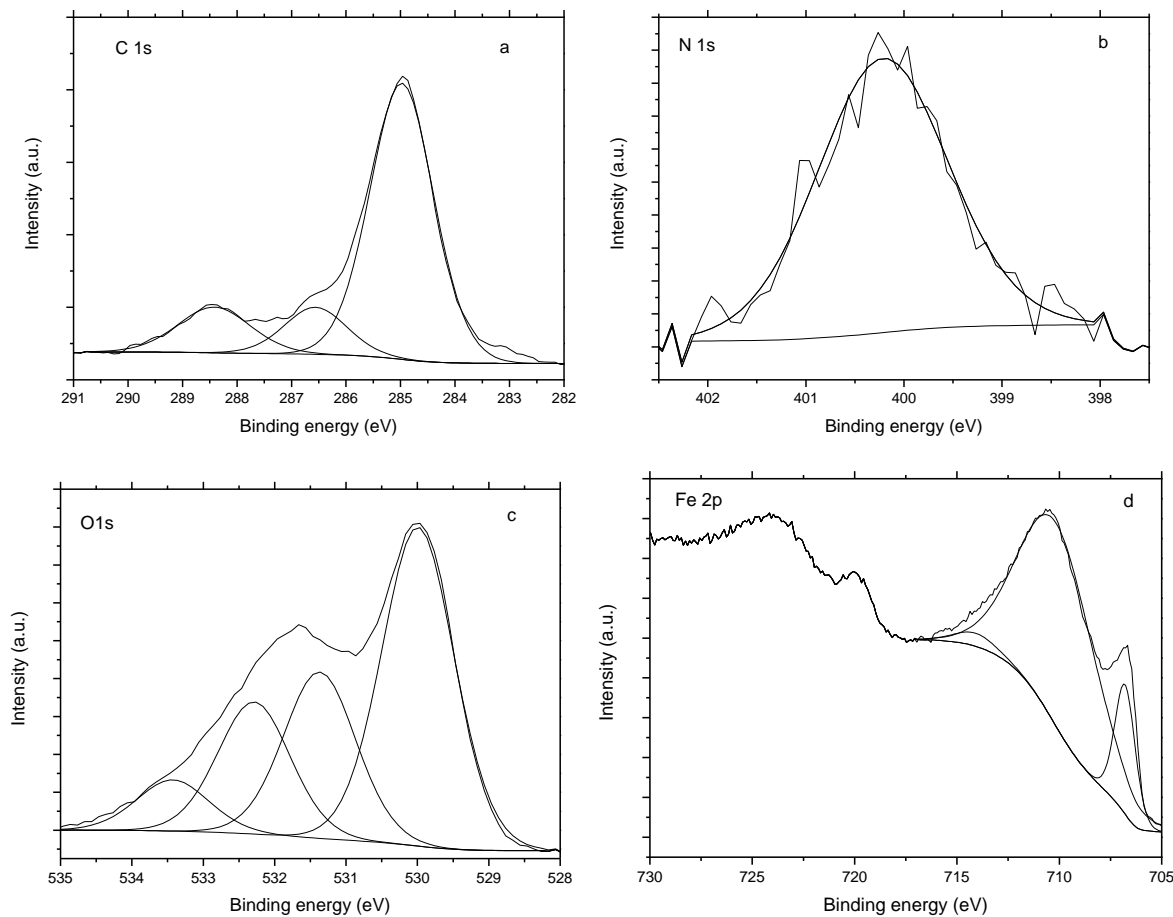 C 1s
a
Intensity (a.u.)
291 290 289 288 287 286 285 284 283 282
Binding energy (eV)
N 1s
b
Intensity (a.u.)
402 401 400 399 398
Binding energy (eV)
O1s
c
Intensity (a.u.)
535 534 533 532 531 530 529 528
Binding energy (eV)
Fe 2p
d
Intensity (a.u.)
730 725 720 715 710 705
Binding energy (eV)